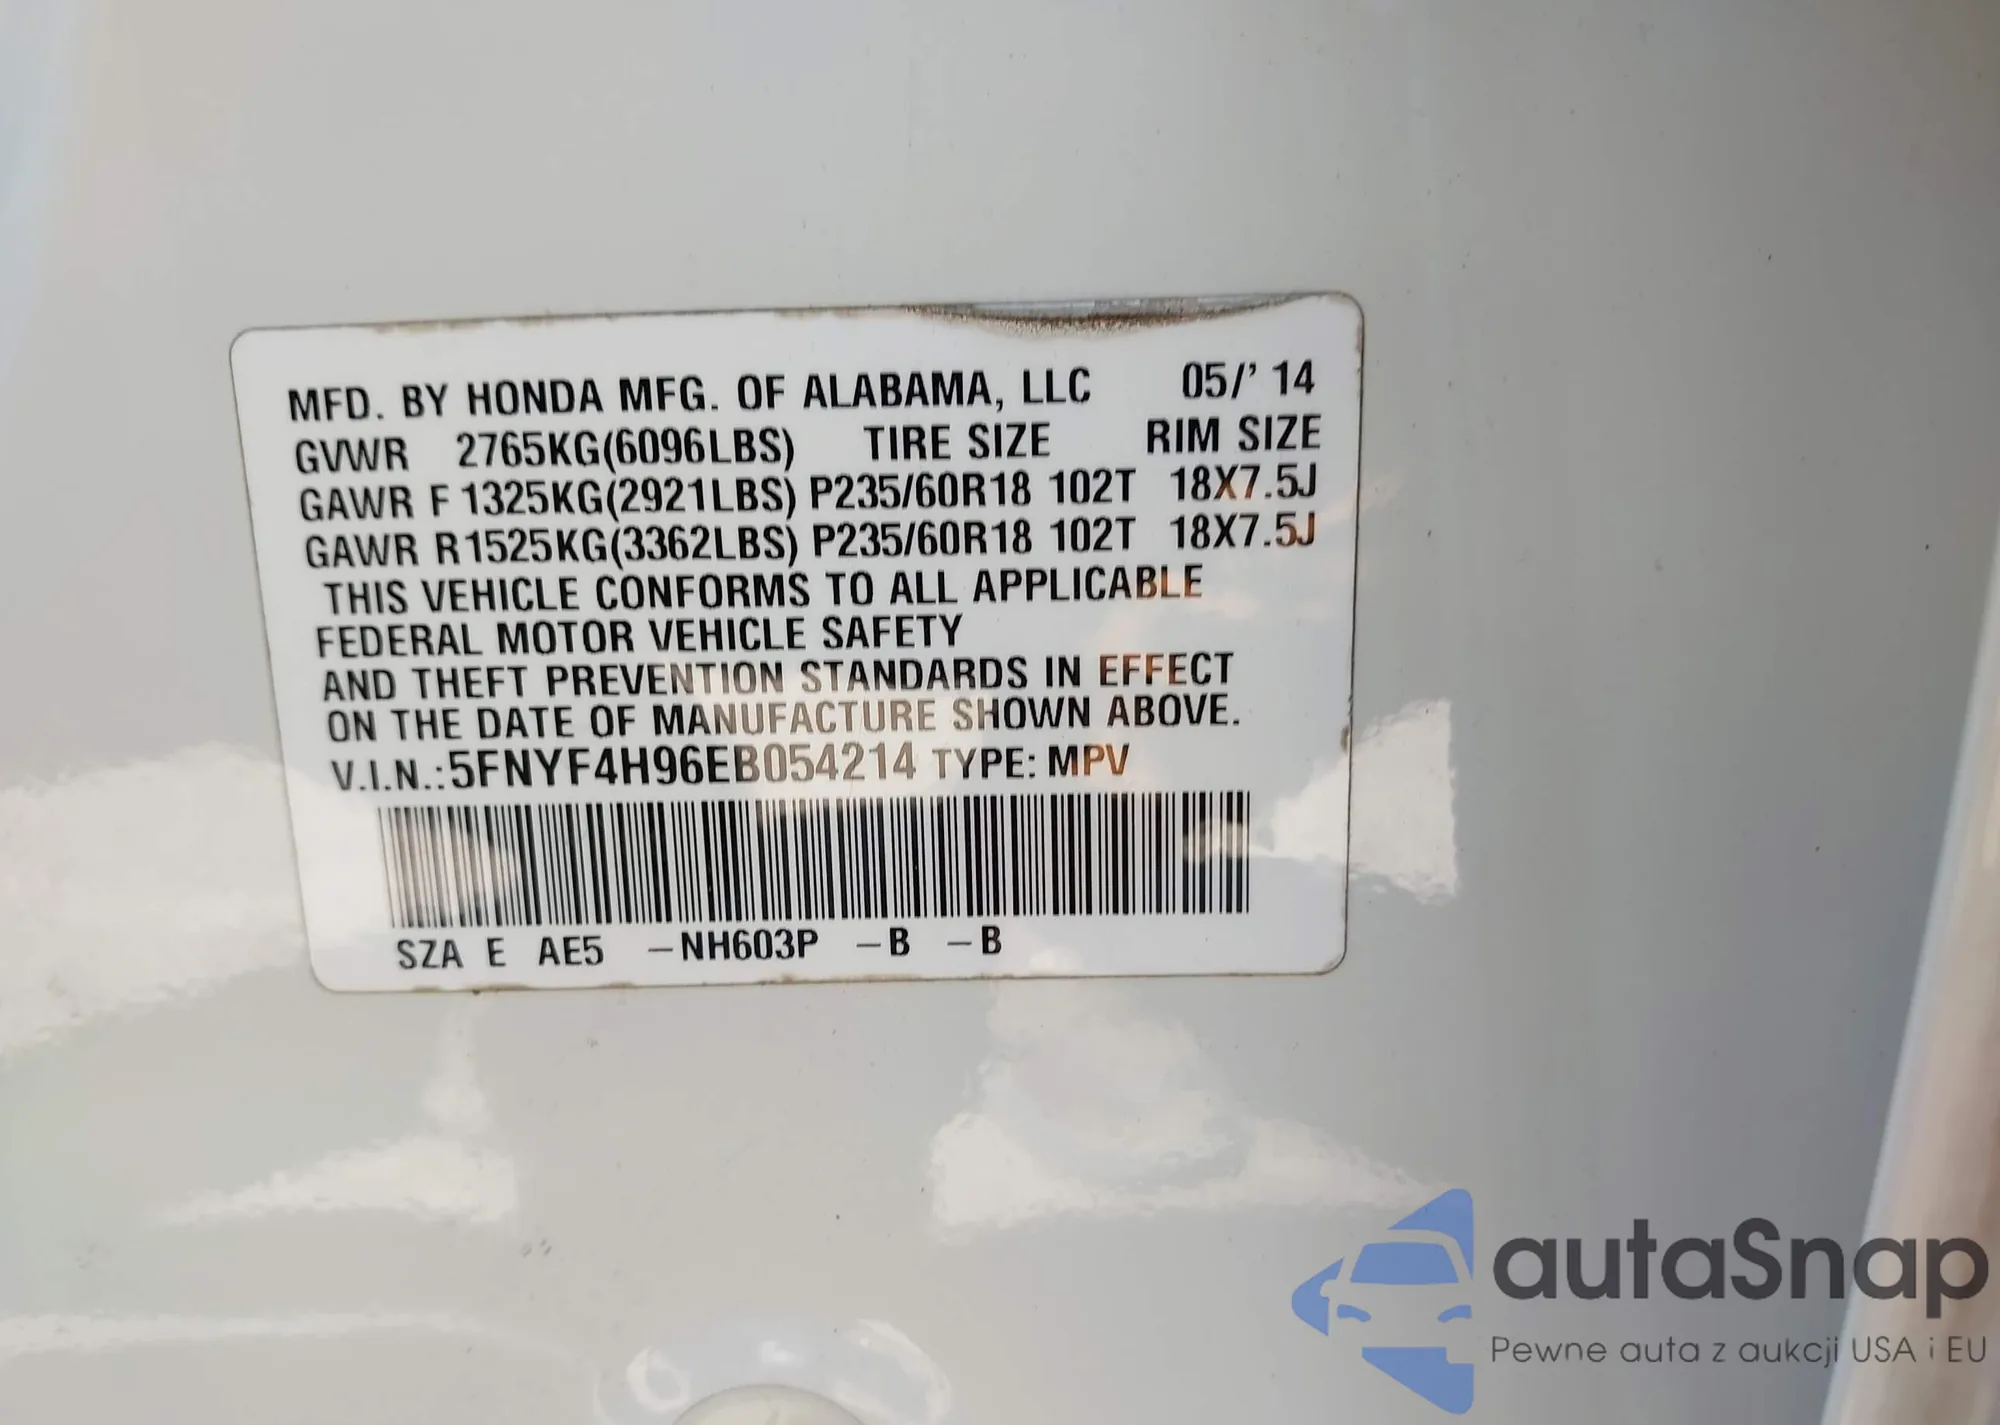 MFD. BY HONDA MFG. OF ALABAMA, LLC 05/' 14
GVWR 2765KG(6096LBS) TIRE SIZE RIM SIZE
GAWR F 1325KG(2921LBS) P235/60R18 102T 18X7.5J
GAWR R 1525KG(3362LBS) P235/60R18 102T 18X7.5J
THIS VEHICLE CONFORMS TO ALL APPLICABLE
FEDERAL MOTOR VEHICLE SAFETY
AND THEFT PREVENTION STANDARDS IN EFFECT
ON THE DATE OF MANUFACTURE SHOWN ABOVE.
V.I.N.:5FNYF4H96EB054214 TYPE: MPV
SZA E AE5 –NH603P –B –B
autaSnap
Pewne auta z aukcji USA i EU